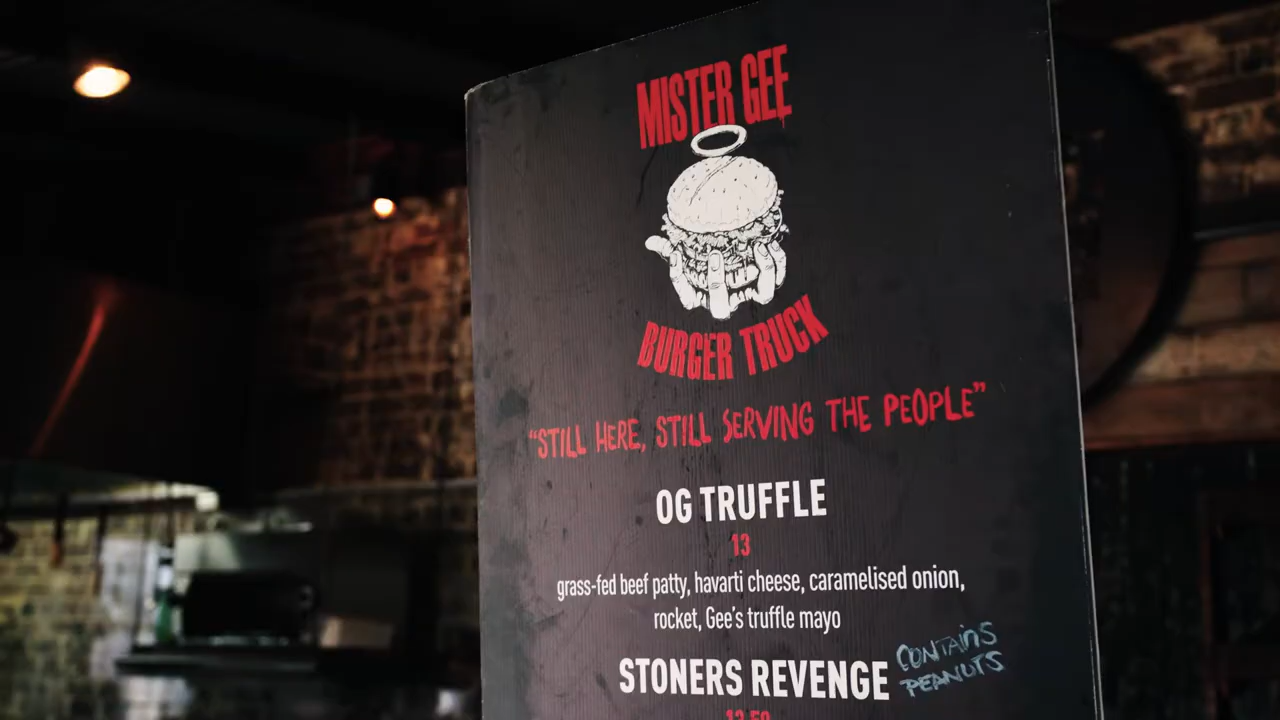 MISTER GEE
BURGER TRUCK
“STILL HERE, STILL SERVING THE PEOPLE”
OG TRUFFLE
13
grass-fed beef patty, havarti cheese, caramelised onion,
rocket, Gee’s truffle mayo
STONERS REVENGE
CONTAINS
PEANUTS